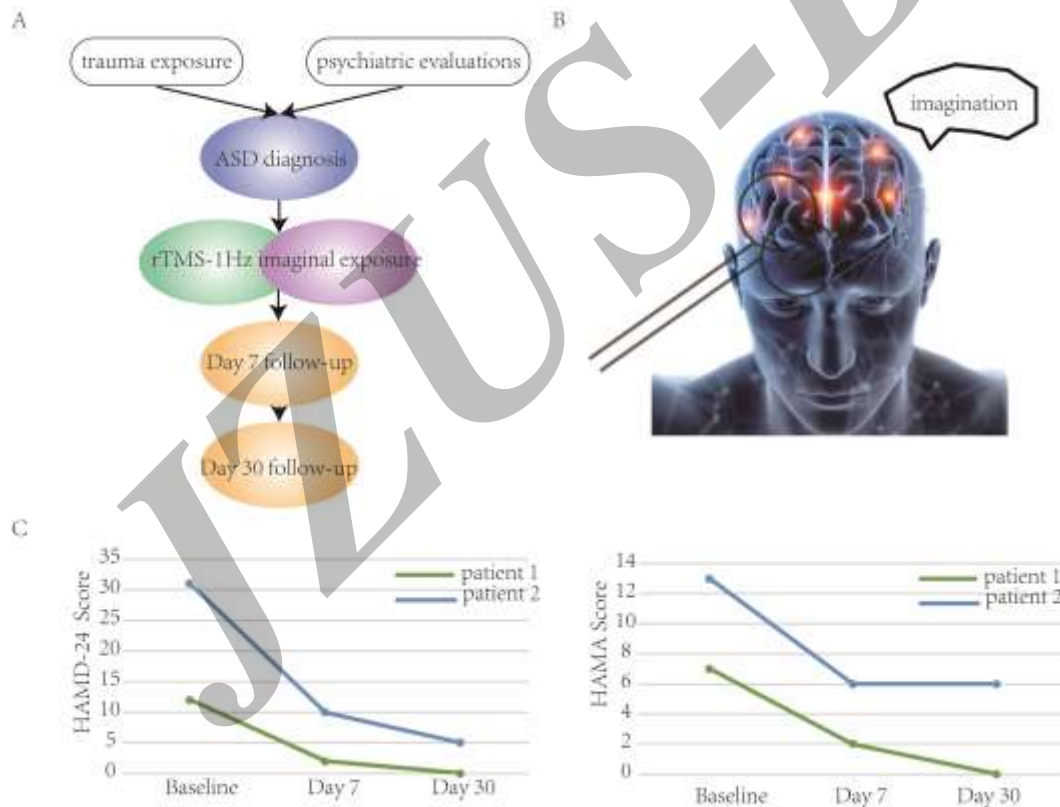 A
trauma exposure
psychiatric evaluations
ASD diagnosis
rTMS-1Hz imaginal exposure
Day 7 follow-up
Day 30 follow-up
B
imagination
C
HAMD-24 Score
35
30
25
20
15
10
5
0
Baseline
Day 7
Day 30
patient 1
patient 2
HAMA Score
14
12
10
8
6
4
2
0
Baseline
Day 7
Day 30
patient 1
patient 2
JZUS-